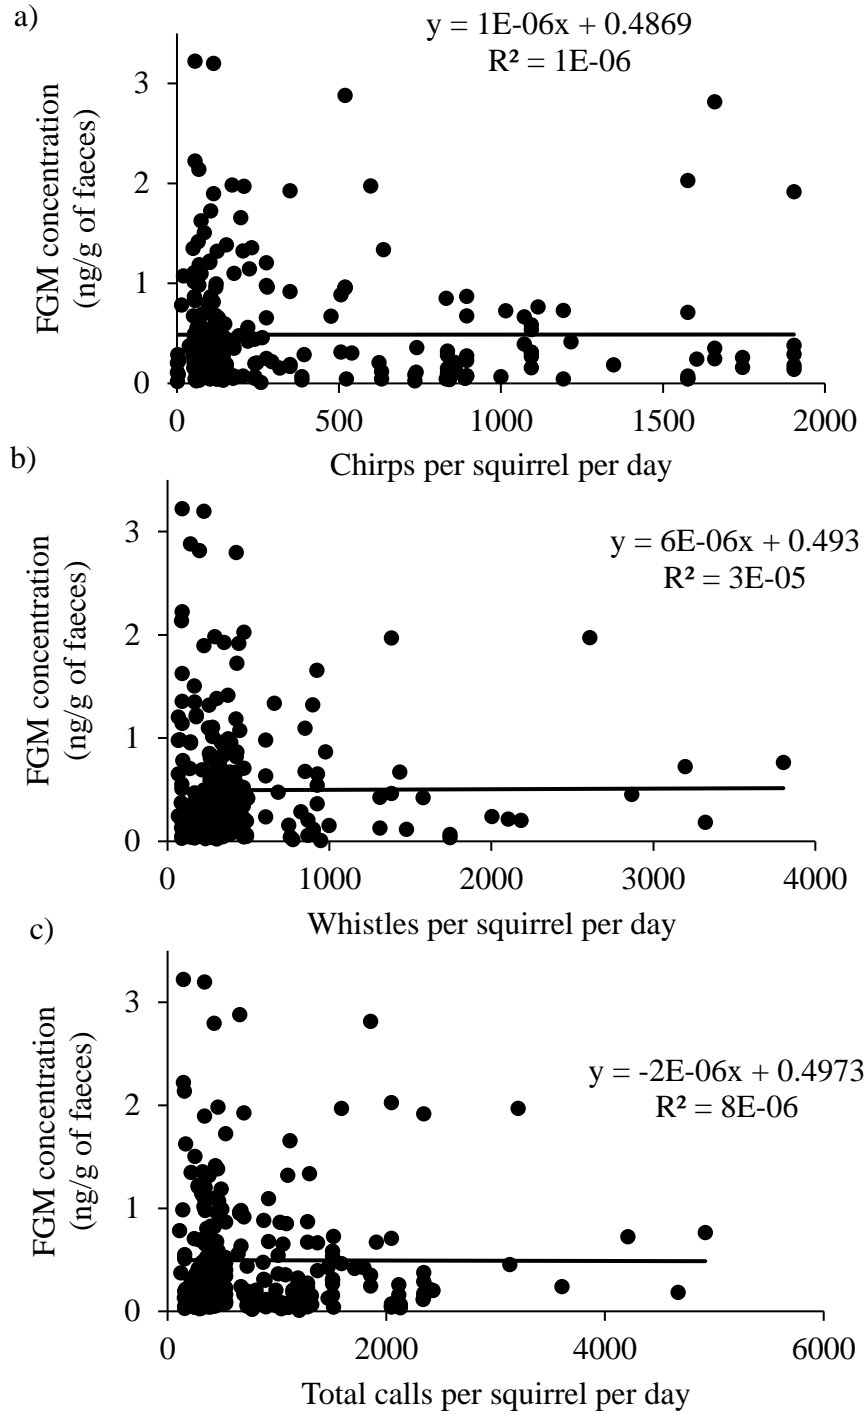 a)
y = 1E-06x + 0.4869
R² = 1E-06
FGM concentration
(ng/g of faeces)
3
2
1
0
0 500 1000 1500 2000
Chirps per squirrel per day
b)
y = 6E-06x + 0.493
R² = 3E-05
FGM concentration
(ng/g of faeces)
3
2
1
0
0 1000 2000 3000 4000
Whistles per squirrel per day
c)
y = -2E-06x + 0.4973
R² = 8E-06
FGM concentration
(ng/g of faeces)
3
2
1
0
0 2000 4000 6000
Total calls per squirrel per day